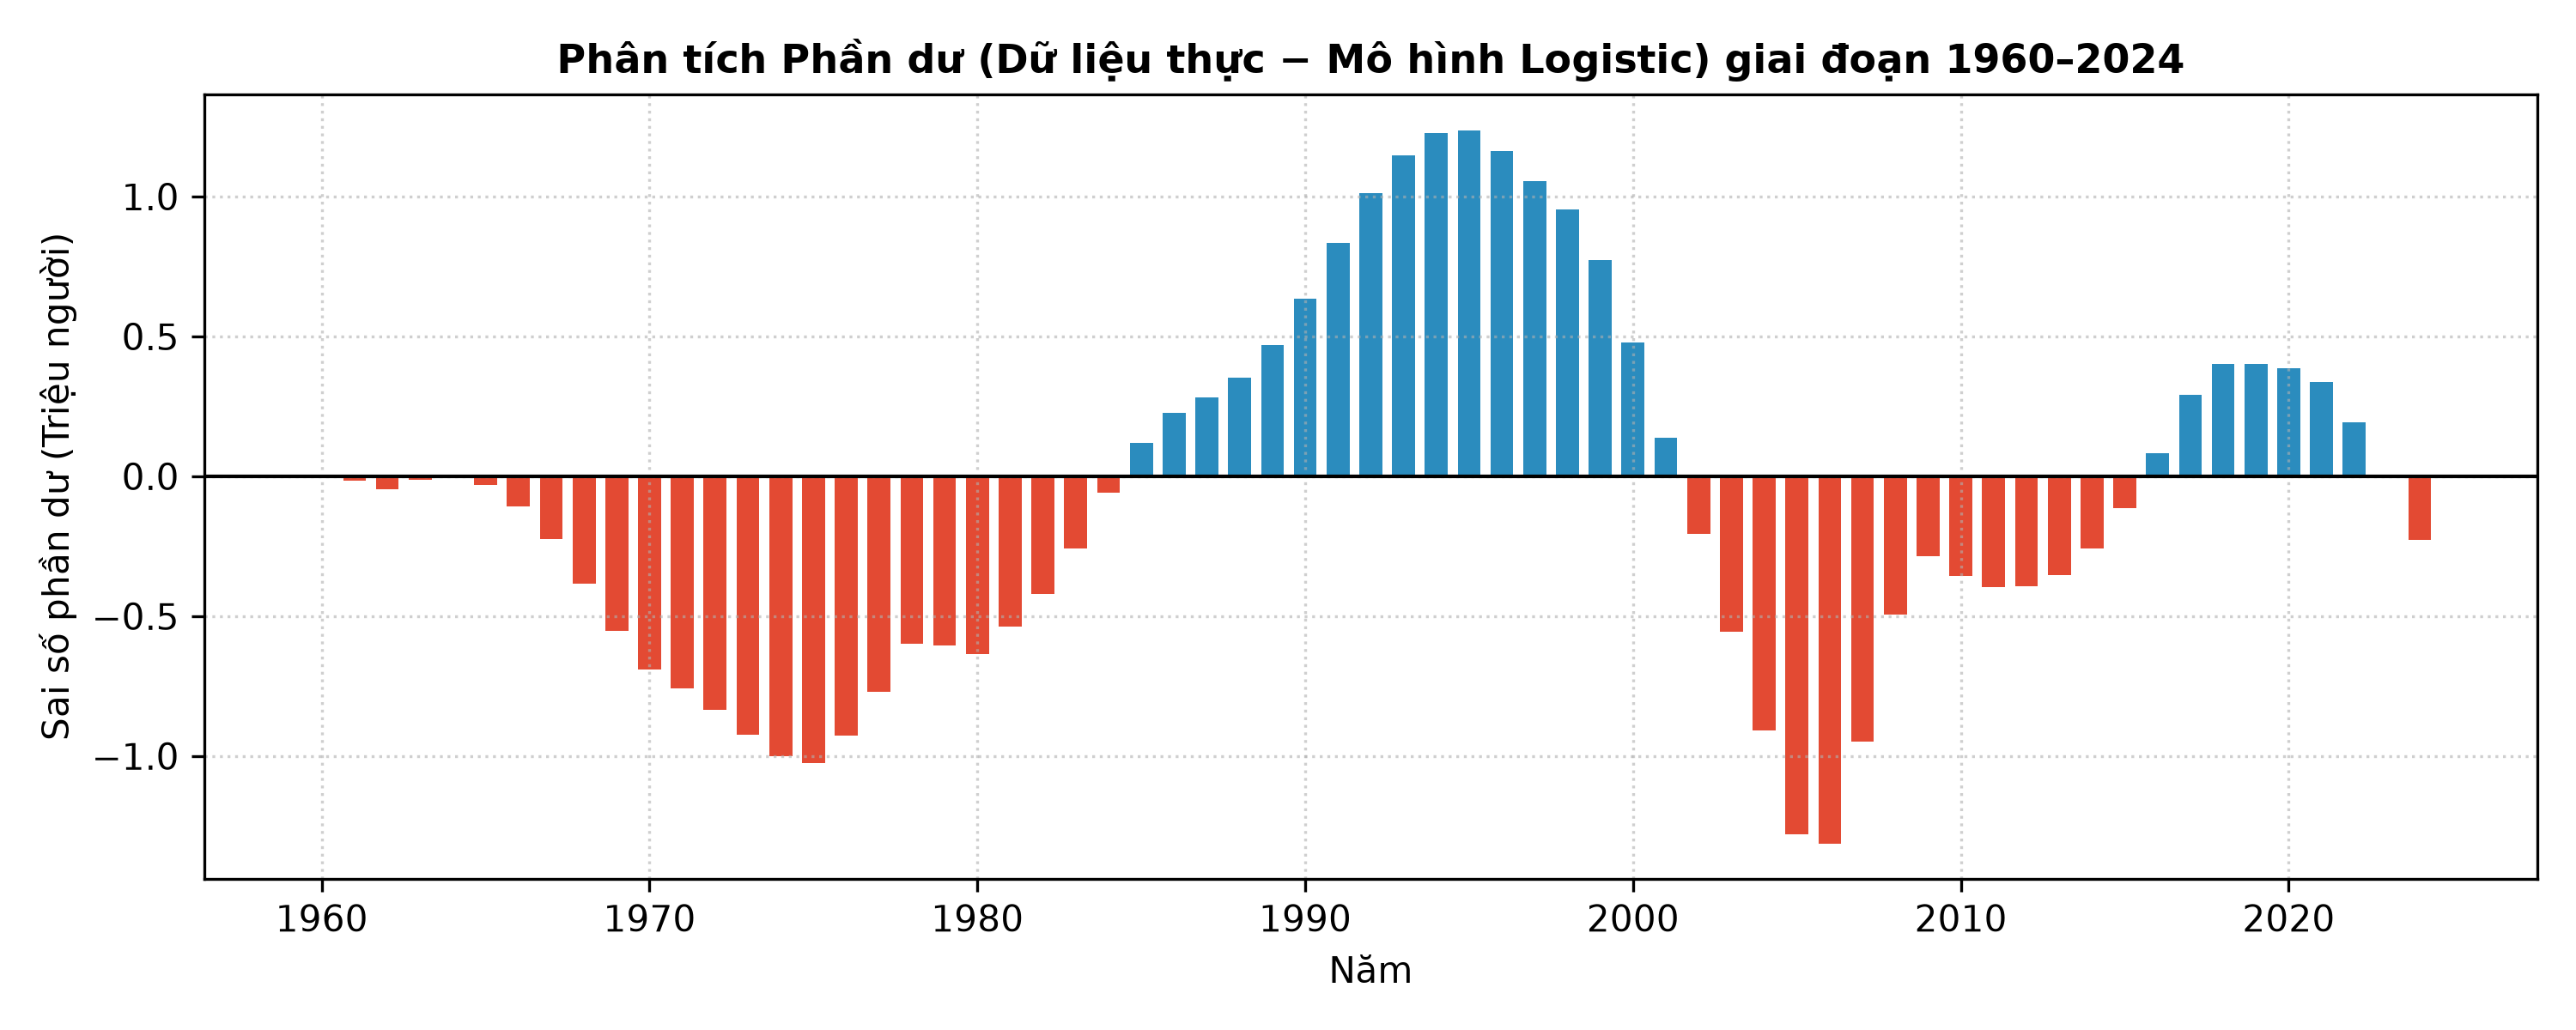 Phân tích Phần dư (Dữ liệu thực − Mô hình Logistic) giai đoạn 1960–2024
Sai số phần dư (Triệu người)
1.0
0.5
0.0
−0.5
−1.0
1960 1970 1980 1990 2000 2010 2020
Năm